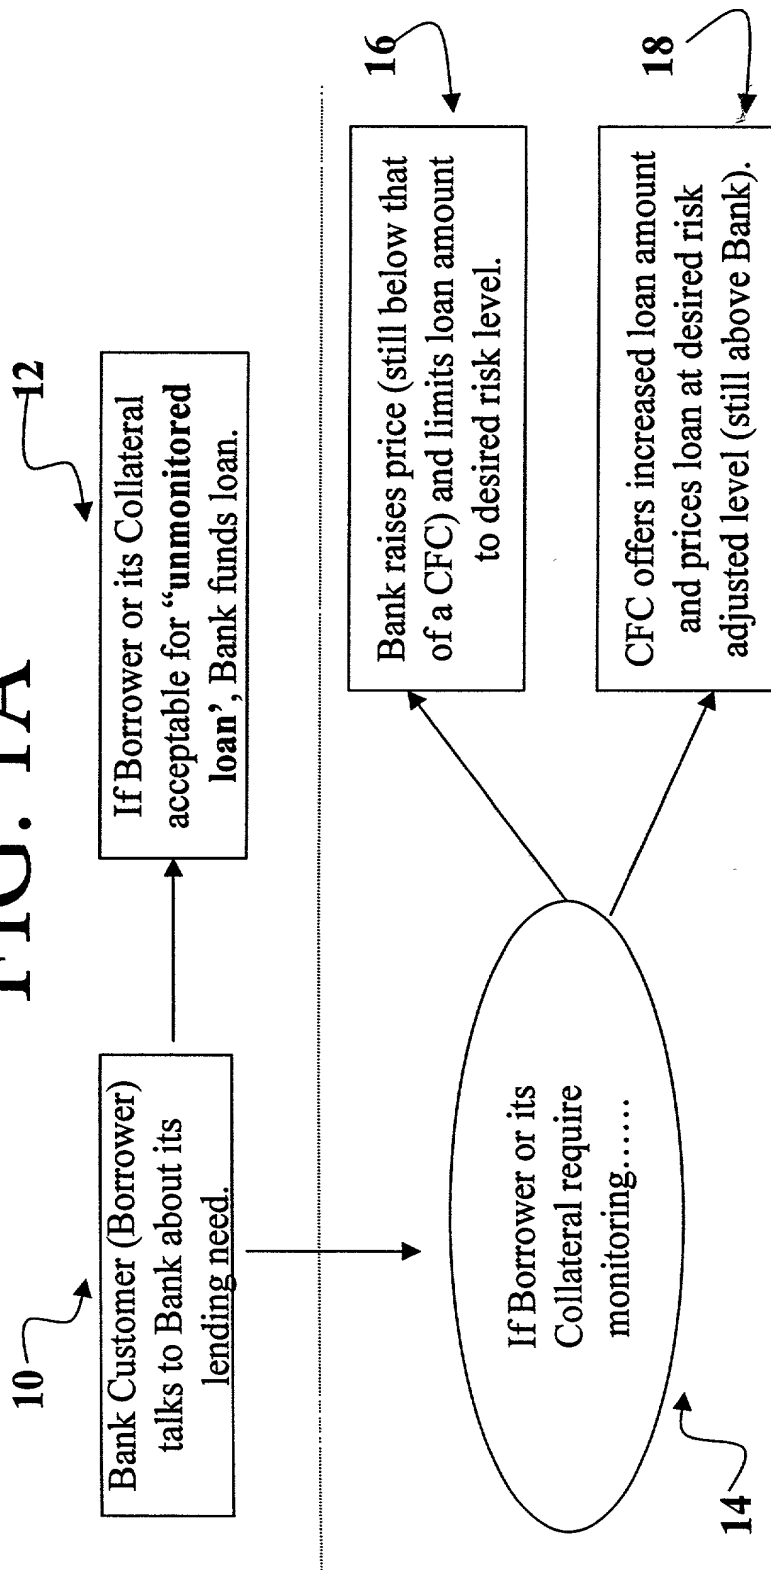 FIG. 1A
10
Bank Customer (Borrower)
talks to Bank about its
lending need.
12
If Borrower or its Collateral
acceptable for “unmonitored
loan’, Bank funds loan.
14
If Borrower or its
Collateral require
monitoring......
16
Bank raises price (still below that
of a CFC) and limits loan amount
to desired risk level.
18
CFC offers increased loan amount
and prices loan at desired risk
adjusted level (still above Bank).